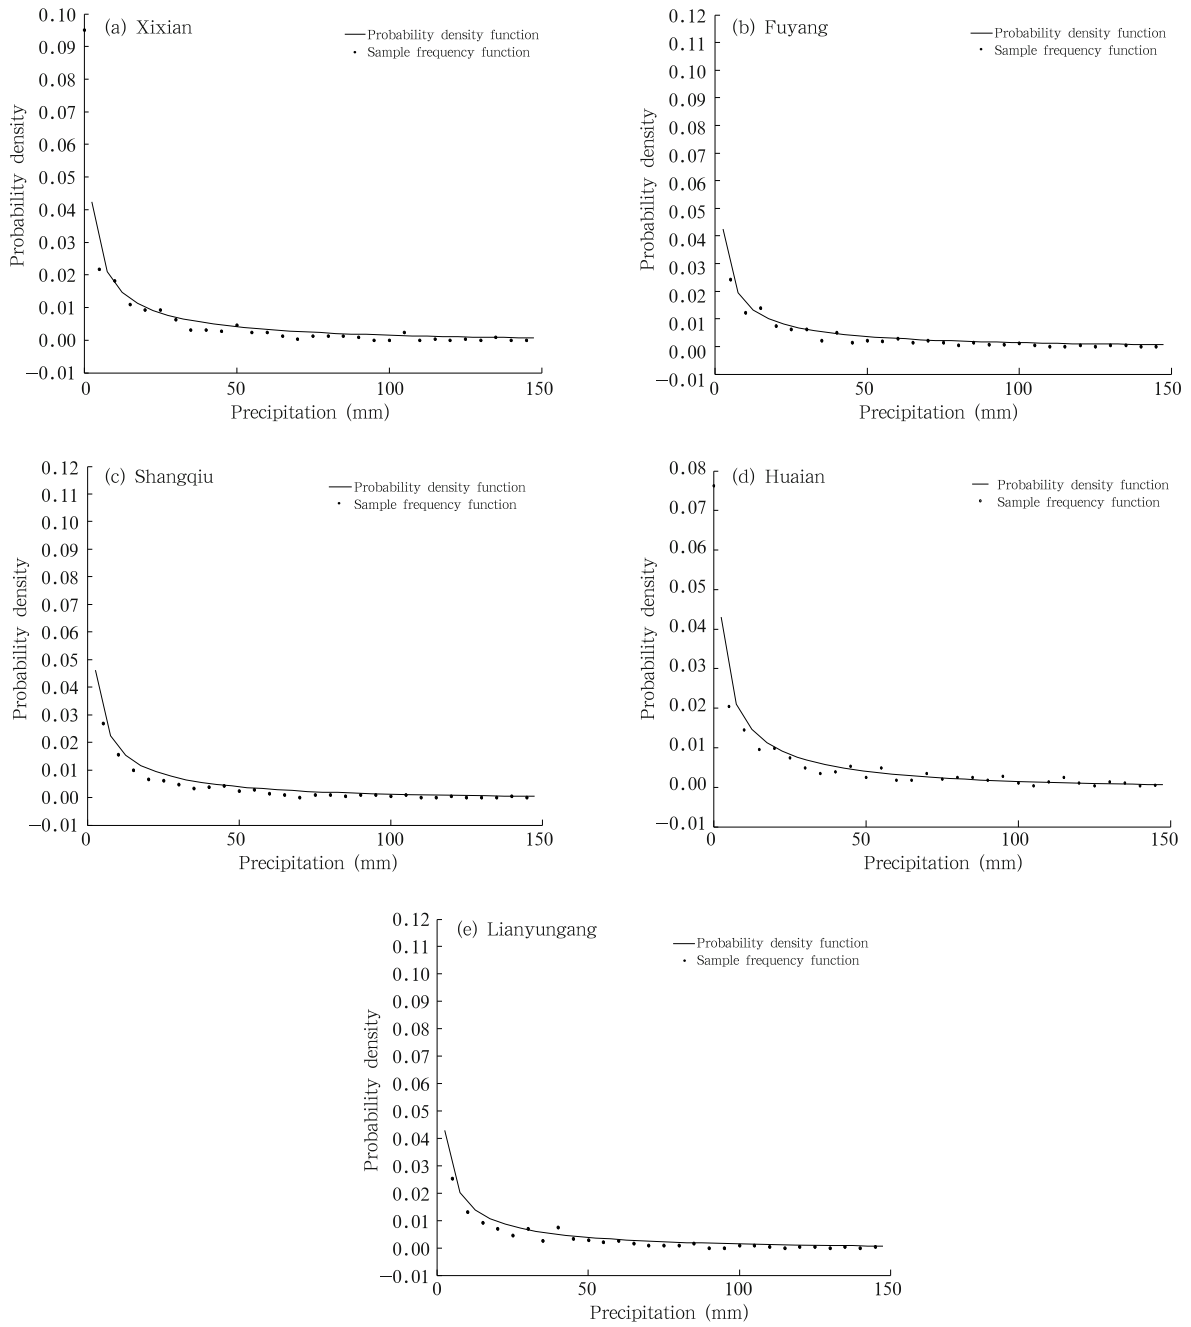 (a) Xixian
Probability density function
Sample frequency function
0.10
0.09
0.08
0.07
0.06
0.05
0.04
0.03
0.02
0.01
0.00
−0.01
Probability density
0 50 100 150
Precipitation (mm)
(b) Fuyang
Probability density function
Sample frequency function
0.12
0.11
0.10
0.09
0.08
0.07
0.06
0.05
0.04
0.03
0.02
0.01
0.00
−0.01
Probability density
0 50 100 150
Precipitation (mm)
(c) Shangqiu
Probability density function
Sample frequency function
0.12
0.11
0.10
0.09
0.08
0.07
0.06
0.05
0.04
0.03
0.02
0.01
0.00
−0.01
Probability density
0 50 100 150
Precipitation (mm)
(d) Huaian
Probability density function
Sample frequency function
0.08
0.07
0.06
0.05
0.04
0.03
0.02
0.01
0.00
−0.01
Probability density
0 50 100 150
Precipitation (mm)
(e) Lianyungang
Probability density function
Sample frequency function
0.12
0.11
0.10
0.09
0.08
0.07
0.06
0.05
0.04
0.03
0.02
0.01
0.00
−0.01
Probability density
0 50 100 150
Precipitation (mm)